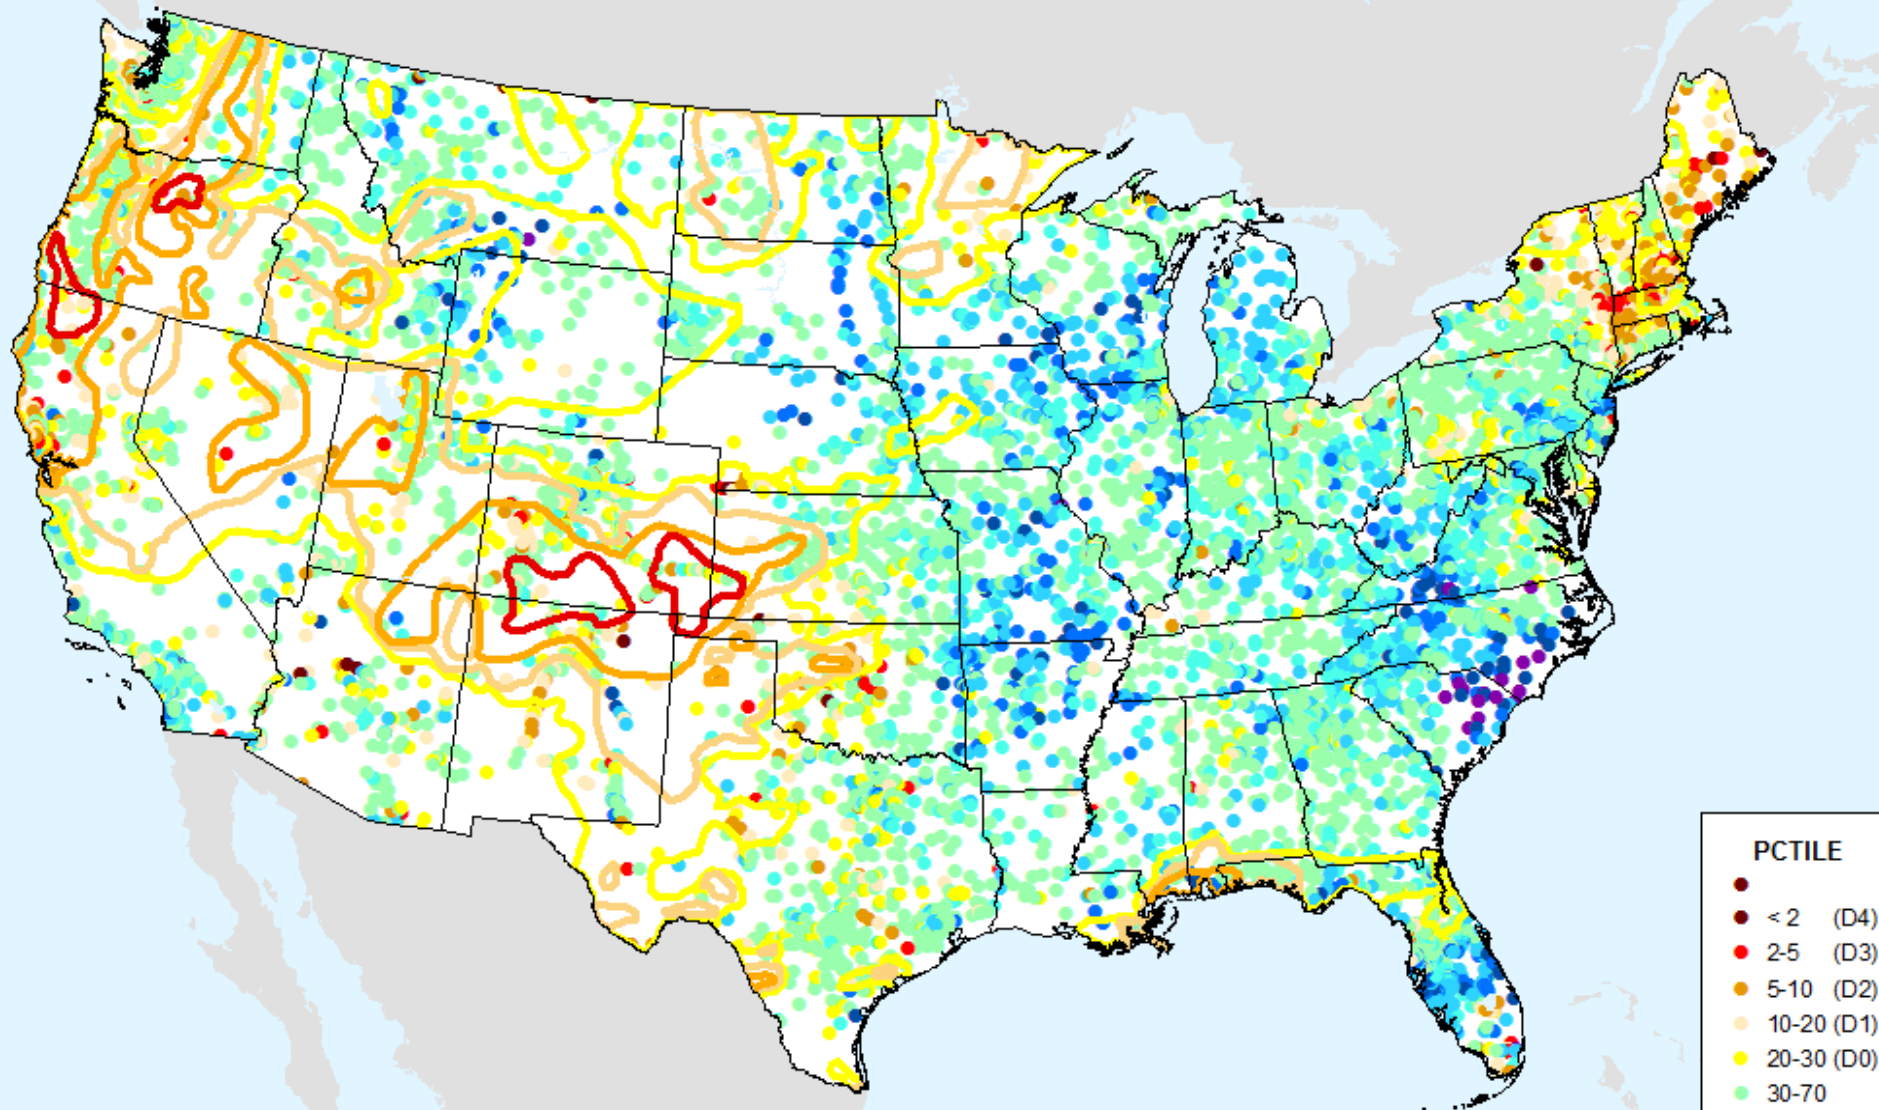 PCTILE
< 2 (D4)
2-5 (D3)
5-10 (D2)
10-20 (D1)
20-30 (D0)
30-70